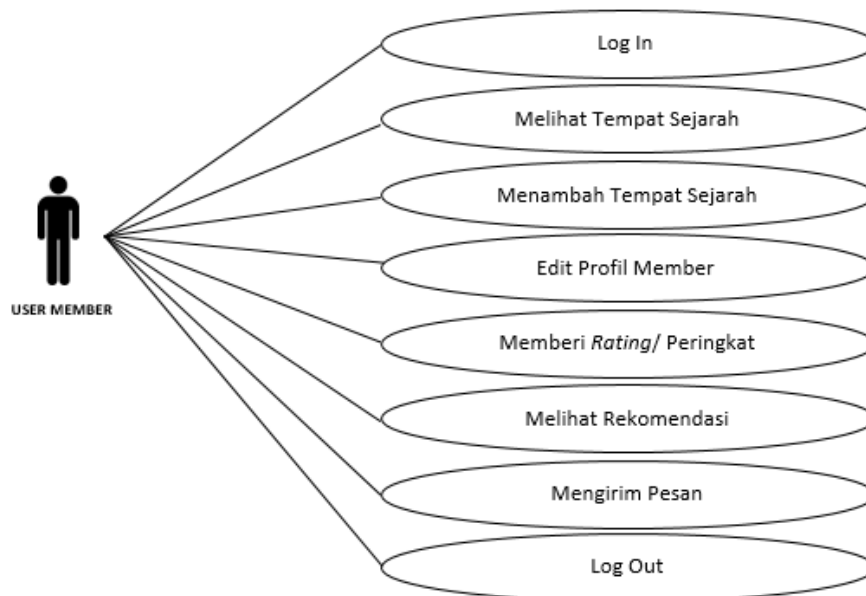 Log In
Melihat Tempat Sejarah
Menambah Tempat Sejarah
Edit Profil Member
USER MEMBER
Memberi Rating/ Peringkat
Melihat Rekomendasi
Mengirim Pesan
Log Out